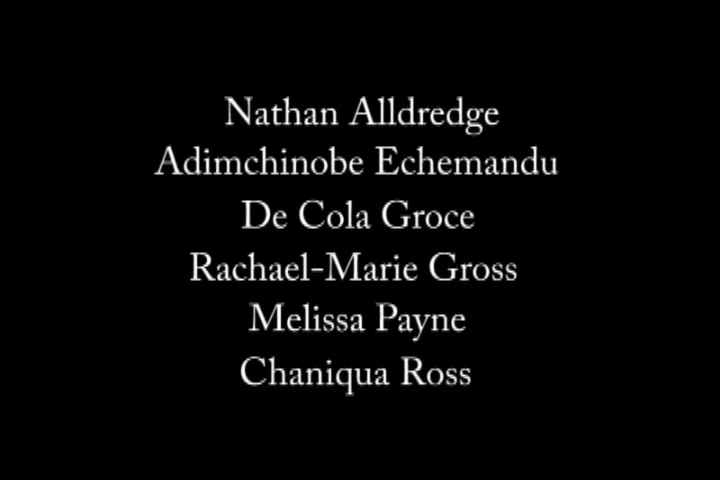 Nathan Alldredge
Adimchinobe Echemandu
De Cola Groce
Rachael-Marie Gross
Melissa Payne
Chaniqua Ross